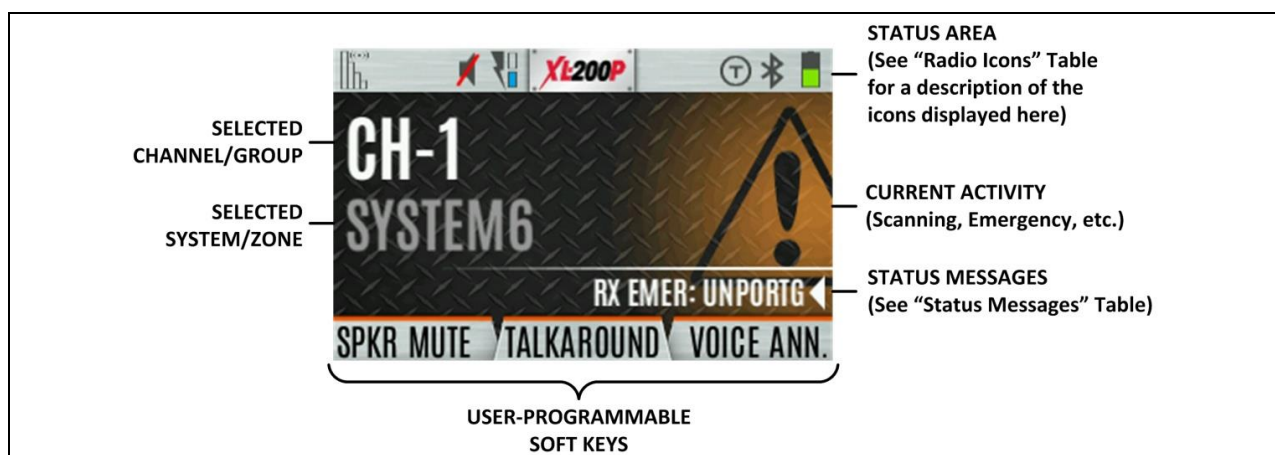 STATUS AREA
(See “Radio Icons” Table
for a description of the
icons displayed here)
XL-200P
T
SELECTED
CHANNEL/GROUP
CH-1
SELECTED
SYSTEM/ZONE
SYSTEM6
CURRENT ACTIVITY
(Scanning, Emergency, etc.)
RX EMER: UNPORTG
STATUS MESSAGES
(See “Status Messages” Table)
SPKR MUTE TALKAROUND VOICE ANN.
USER-PROGRAMMABLE
SOFT KEYS